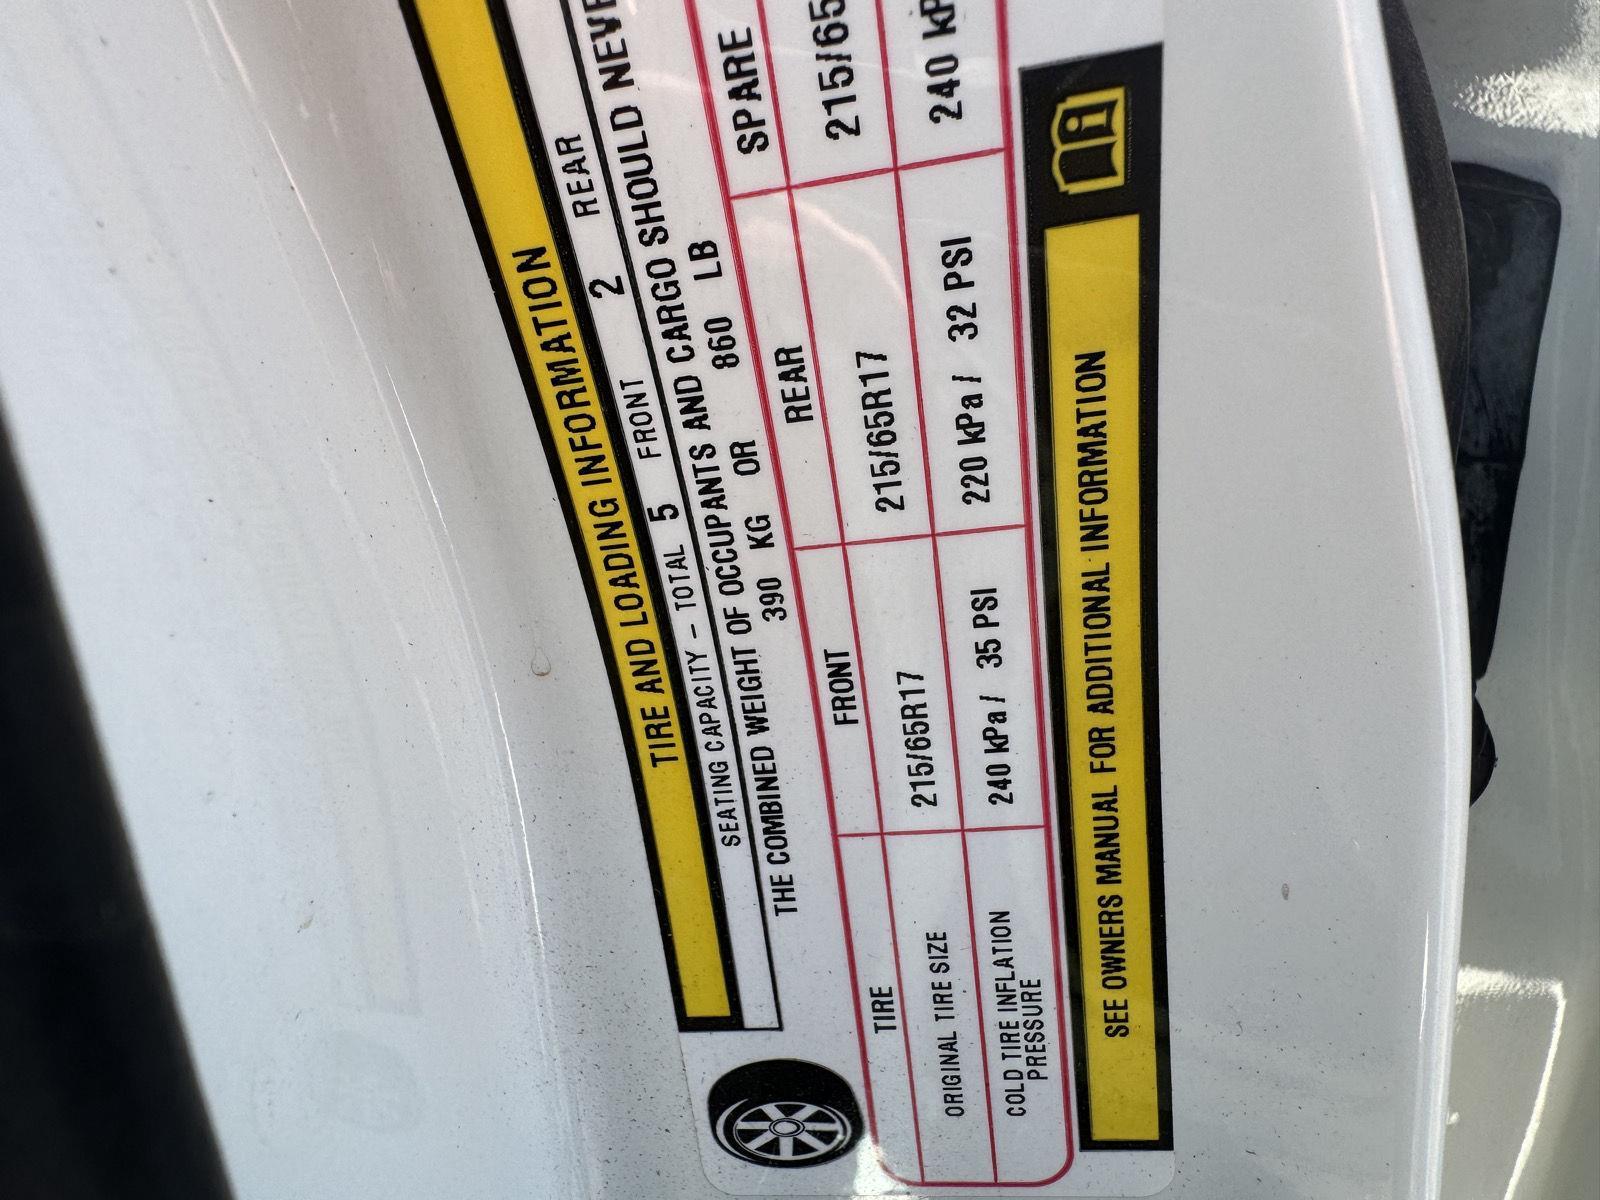 TIRE AND LOADING INFORMATION
SEATING CAPACITY – TOTAL 5 FRONT 2 REAR
THE COMBINED WEIGHT OF OCCUPANTS AND CARGO SHOULD
390 KG OR 860 LB
TIRE FRONT REAR SPARE
ORIGINAL TIRE SIZE 215/65R17 215/65R17 215/65
COLD TIRE INFLATION PRESSURE 240 kPa / 35 PSI 220 kPa / 32 PSI 240
SEE OWNERS MANUAL FOR ADDITIONAL INFORMATION